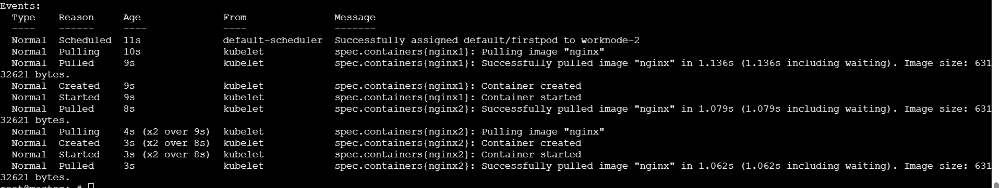 Events:
  Type    Reason     Age                From               Message
  ----    ------     ----               ----               -------
  Normal  Scheduled  11s                default-scheduler  Successfully assigned default/firstpod to worknode-2
  Normal  Pulling    10s                kubelet            spec.containers{nginx1}: Pulling image "nginx"
  Normal  Pulled     9s                 kubelet            spec.containers{nginx1}: Successfully pulled image "nginx" in 1.136s (1.136s including waiting). Image size: 631
32621 bytes.
  Normal  Created    9s                 kubelet            spec.containers{nginx1}: Container created
  Normal  Started    9s                 kubelet            spec.containers{nginx1}: Container started
  Normal  Pulled     8s                 kubelet            spec.containers{nginx2}: Successfully pulled image "nginx" in 1.079s (1.079s including waiting). Image size: 631
32621 bytes.
  Normal  Pulling    4s (x2 over 9s)    kubelet            spec.containers{nginx2}: Pulling image "nginx"
  Normal  Created    3s (x2 over 8s)    kubelet            spec.containers{nginx2}: Container created
  Normal  Started    3s (x2 over 8s)    kubelet            spec.containers{nginx2}: Container started
  Normal  Pulled     3s                 kubelet            spec.containers{nginx2}: Successfully pulled image "nginx" in 1.062s (1.062s including waiting). Image size: 631
32621 bytes.